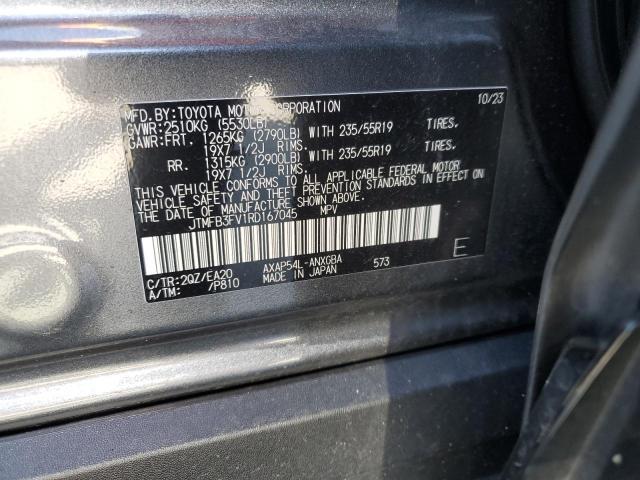 MFD. BY: TOYOTA MOTOR CORPORATION 10/23
GVWR: 2510KG (5530LB)
GAWR: FRT. 1265KG (2790LB) WITH 235/55R19 TIRES.
19X7 1/2J RIMS.
RR. 1315KG (2900LB) WITH 235/55R19 TIRES.
19X7 1/2J RIMS.
THIS VEHICLE CONFORMS TO ALL APPLICABLE FEDERAL MOTOR
VEHICLE SAFETY AND THEFT PREVENTION STANDARDS IN EFFECT
ON THE DATE OF MANUFACTURE SHOWN ABOVE.
JTMFB3FV1RD167045 MPV
C/TR:2QZ/EA20 AXAP54L-ANXGBA 573 E
A/TM: /P810 MADE IN JAPAN